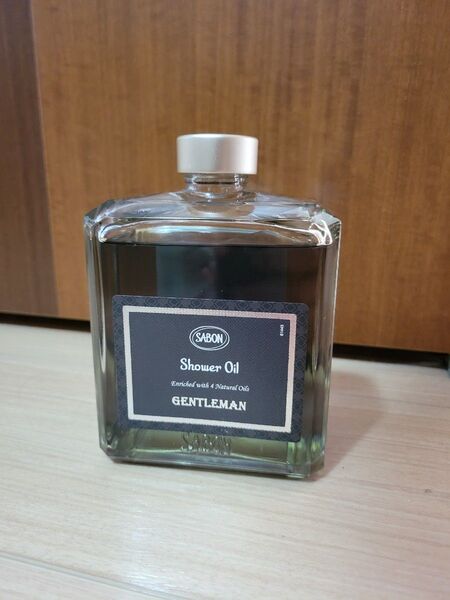 SABON
Shower Oil
Enriched with 4 Natural Oils
GENTLEMAN
SABON